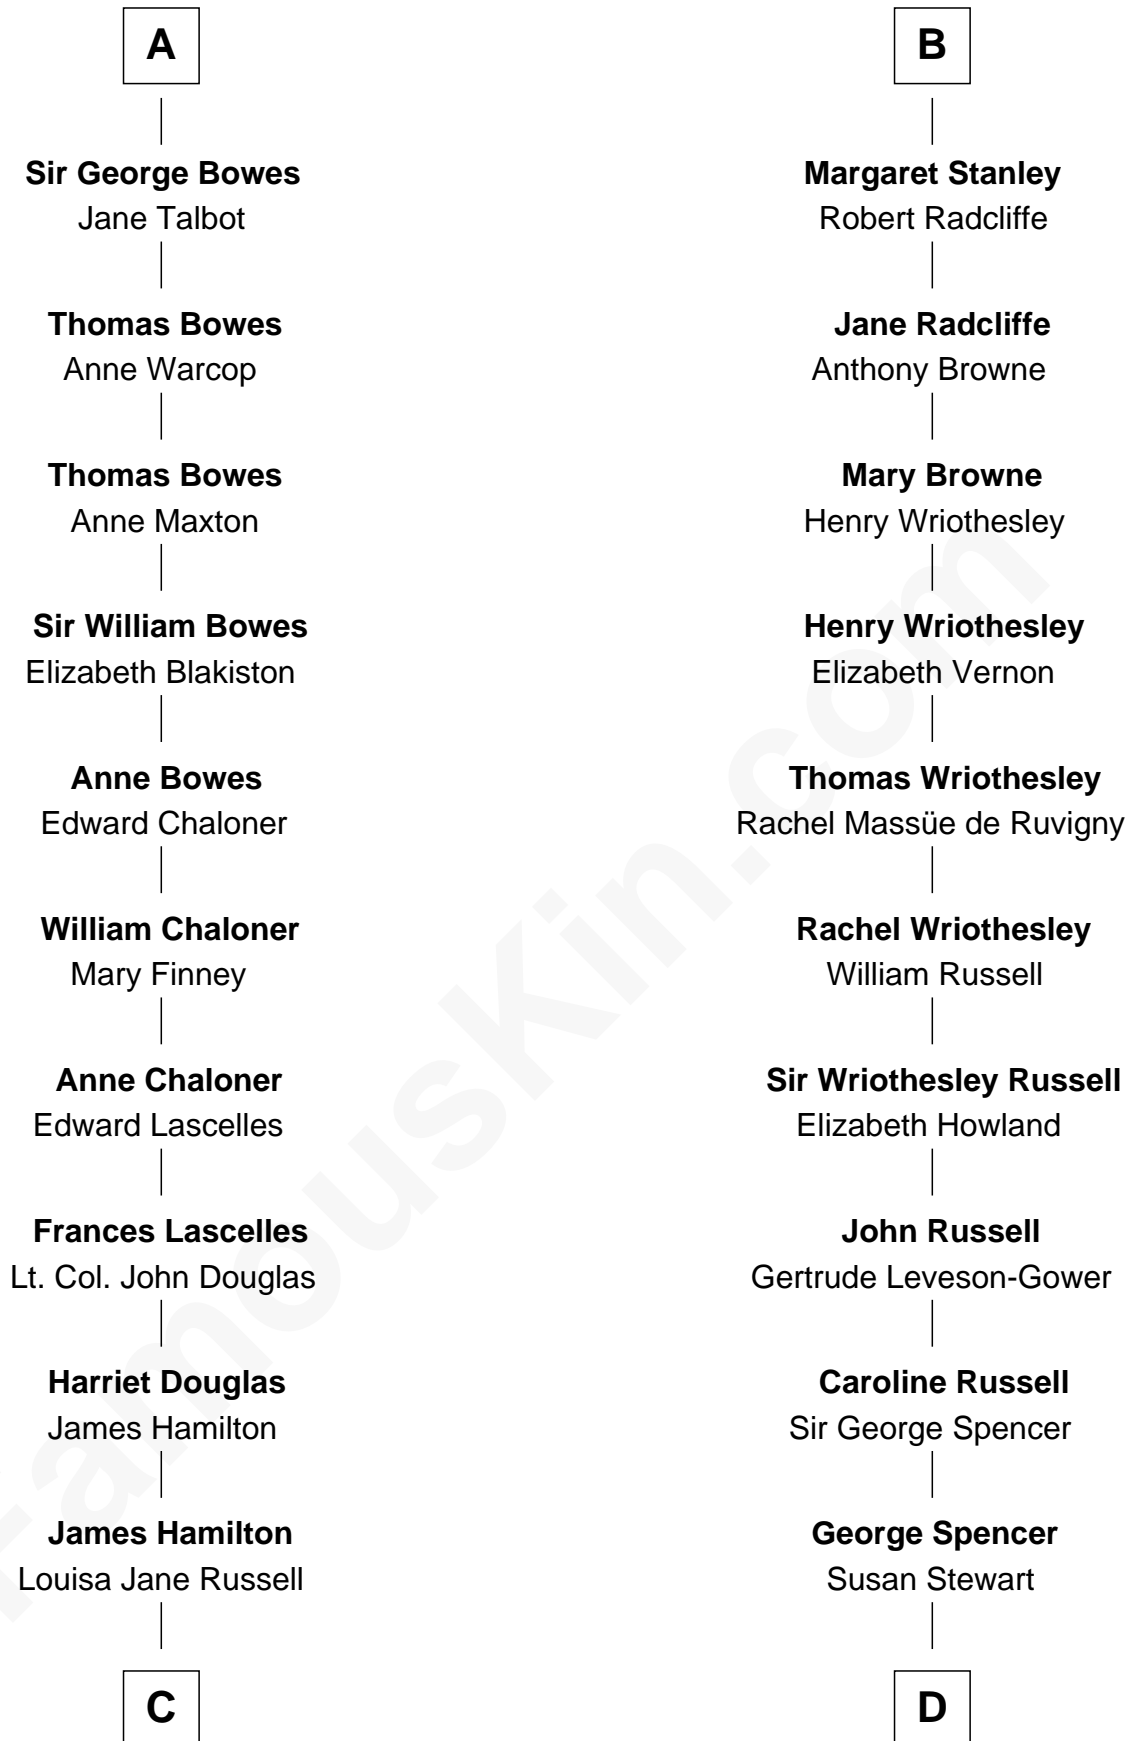 A
Sir George Bowes
Jane Talbot
Thomas Bowes
Anne Warcop
Thomas Bowes
Anne Maxton
Sir William Bowes
Elizabeth Blakiston
Anne Bowes
Edward Chaloner
William Chaloner
Mary Finney
Anne Chaloner
Edward Lascelles
Frances Lascelles
Lt. Col. John Douglas
Harriet Douglas
James Hamilton
James Hamilton
Louisa Jane Russell
C
B
Margaret Stanley
Robert Radcliffe
Jane Radcliffe
Anthony Browne
Mary Browne
Henry Wriothesley
Henry Wriothesley
Elizabeth Vernon
Thomas Wriothesley
Rachel Massüe de Ruvigny
Rachel Wriothesley
William Russell
Sir Wriothesley Russell
Elizabeth Howland
John Russell
Gertrude Leveson-Gower
Caroline Russell
Sir George Spencer
George Spencer
Susan Stewart
D
FamousKin.com